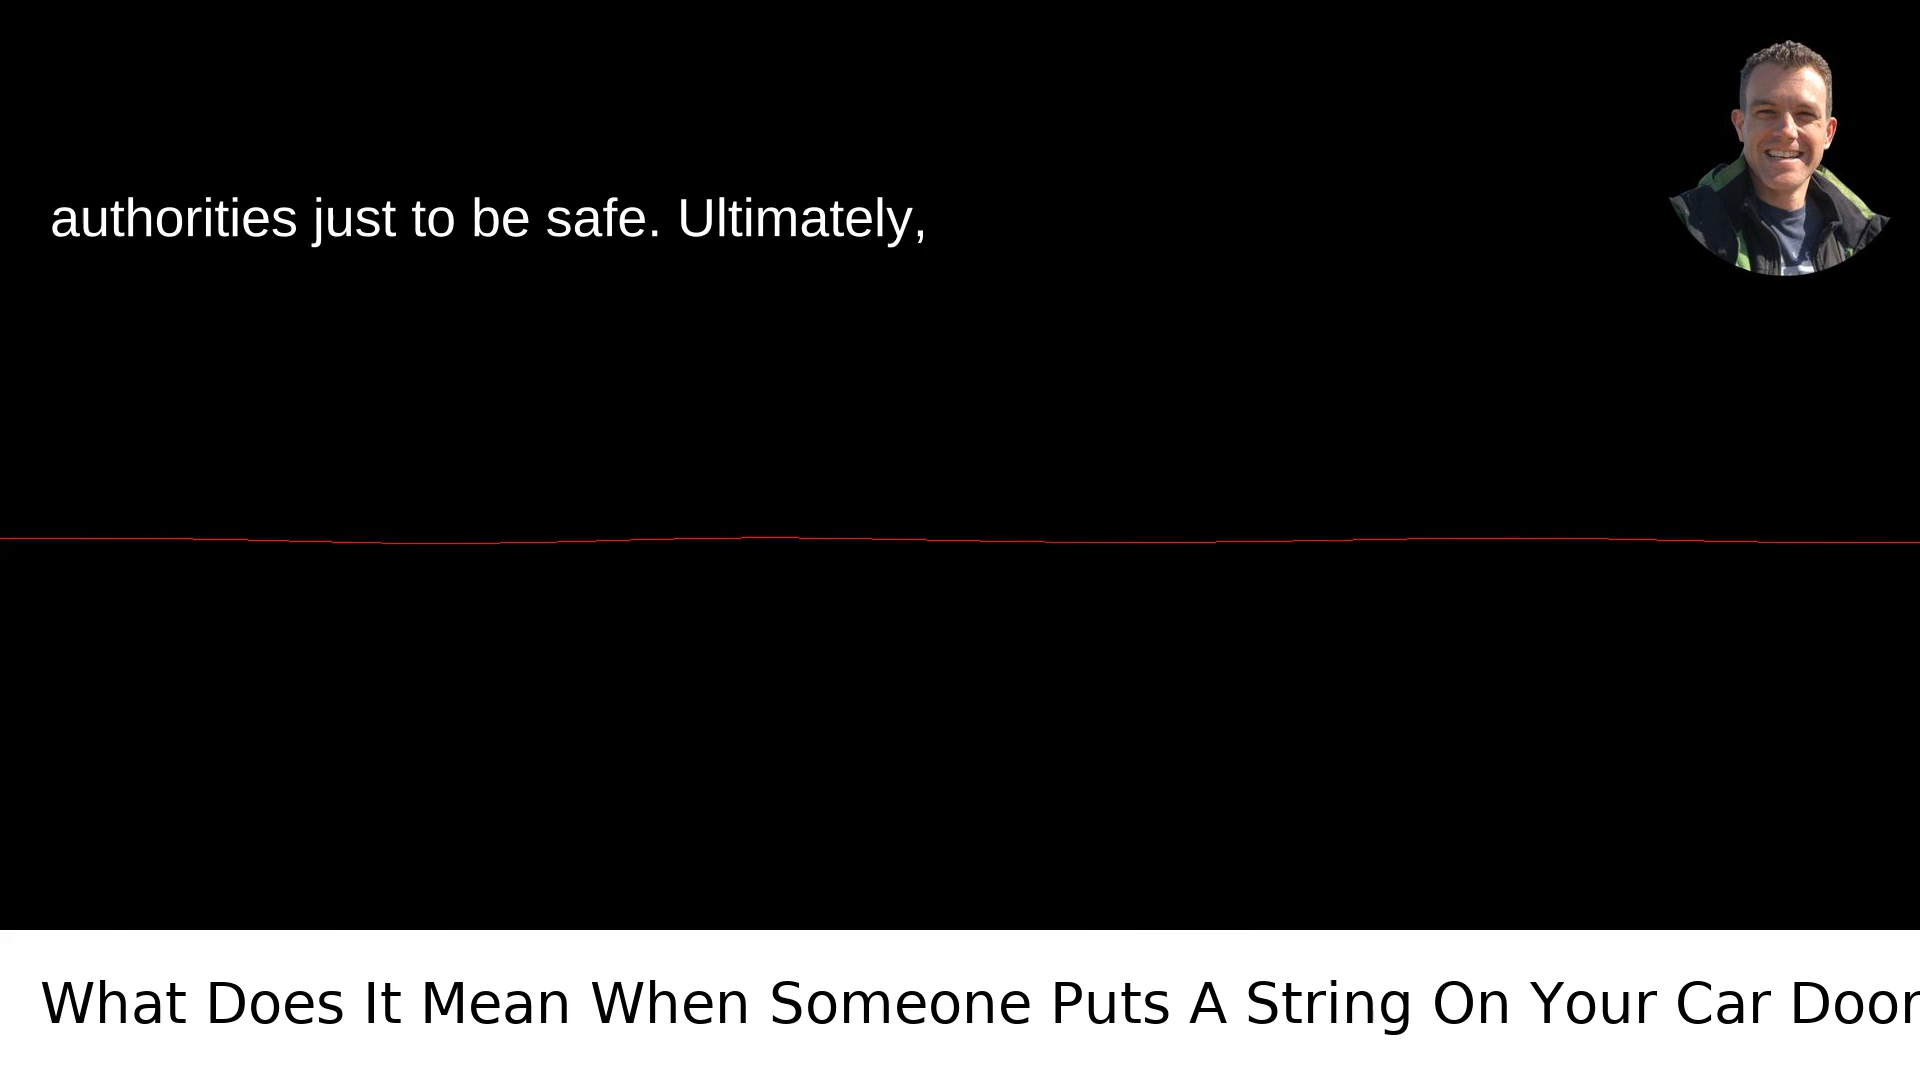 authorities just to be safe. Ultimately,
What Does It Mean When Someone Puts A String On Your Car Door